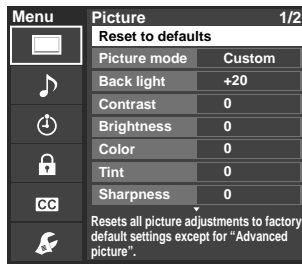 Menu
Picture 1/2
Reset to defaults
Picture mode Custom
Back light +20
Contrast 0
Brightness 0
Color 0
Tint 0
Sharpness 0
CC
Resets all picture adjustments to factory
default settings except for “Advanced
picture”.